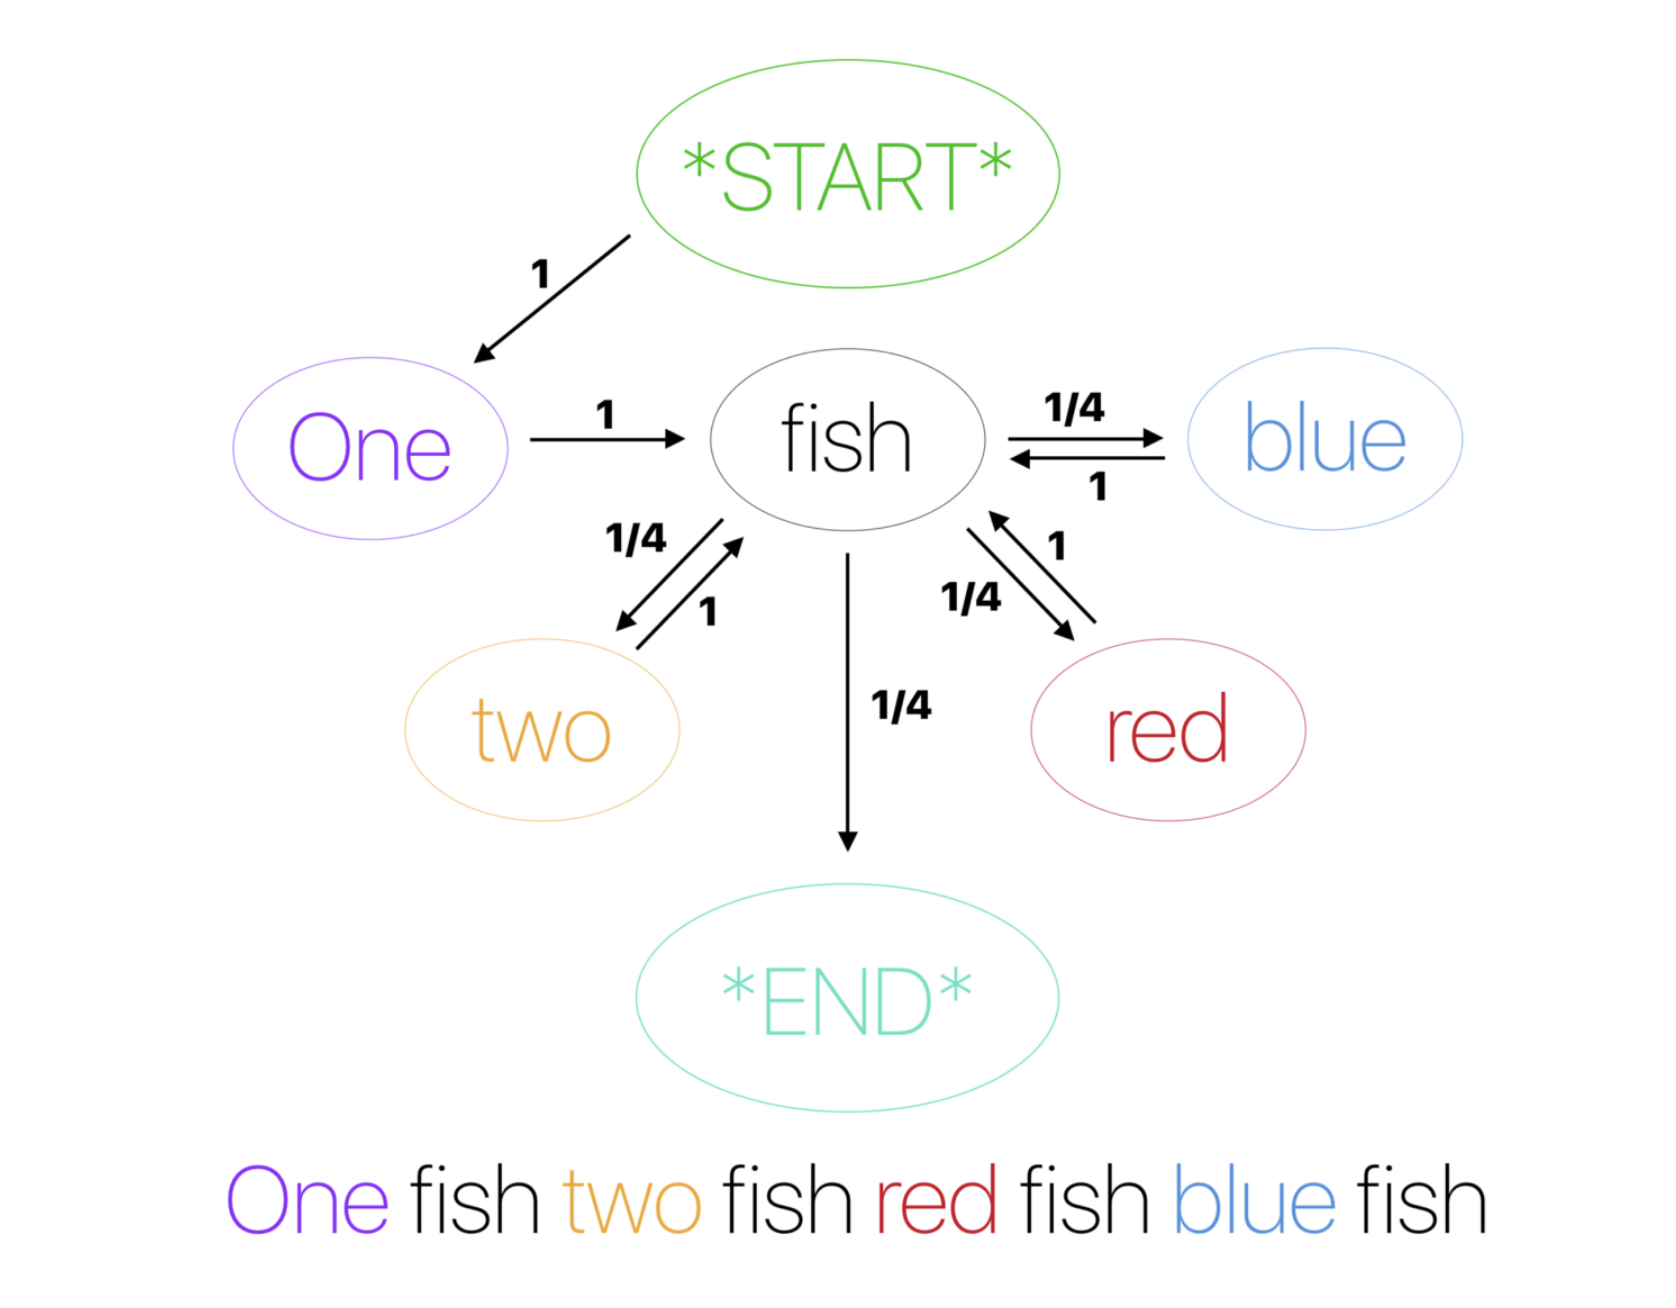 *START*
1
One
1
fish
1/4
1
blue
1/4
1
1/4
1
two
1/4
red
*END*
One fish two fish red fish blue fish